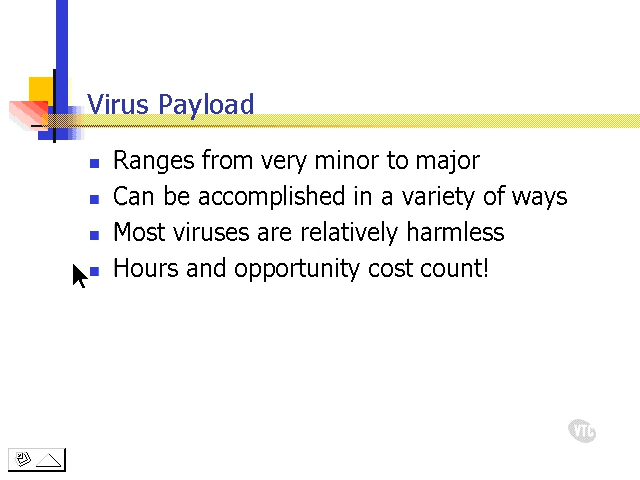 Virus Payload
Ranges from very minor to major
Can be accomplished in a variety of ways
Most viruses are relatively harmless
Hours and opportunity cost count!
VTC